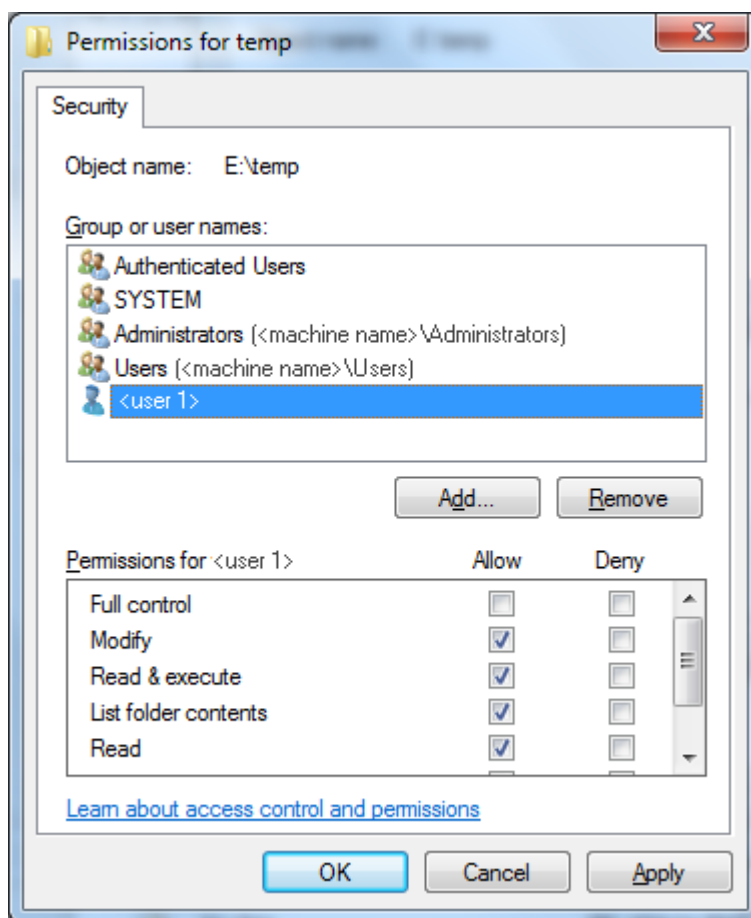 Permissions for temp
Security
Object name: E:\temp
Group or user names:
Authenticated Users
SYSTEM
Administrators (<machine name>\Administrators)
Users (<machine name>\Users)
<user 1>
Add... Remove
Permissions for <user 1> Allow Deny
Full control
Modify
Read & execute
List folder contents
Read
Learn about access control and permissions
OK Cancel Apply